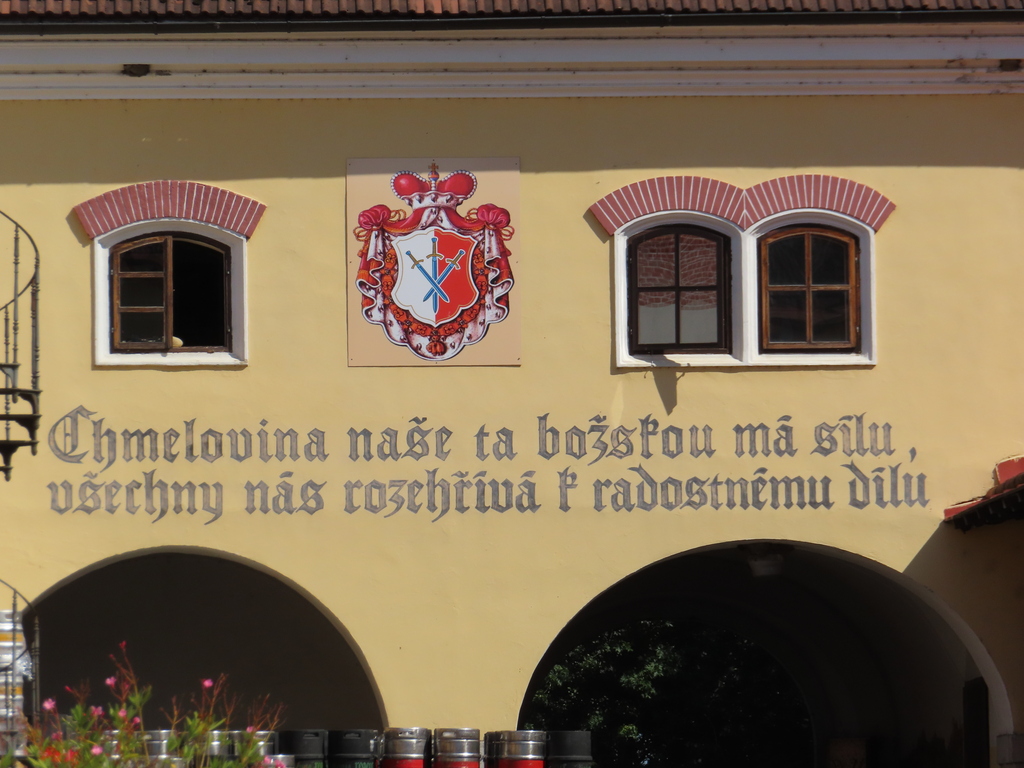 Chmelovina naše ta božskou má sílu,
všechny nás rozehřívá k radostnému dílu